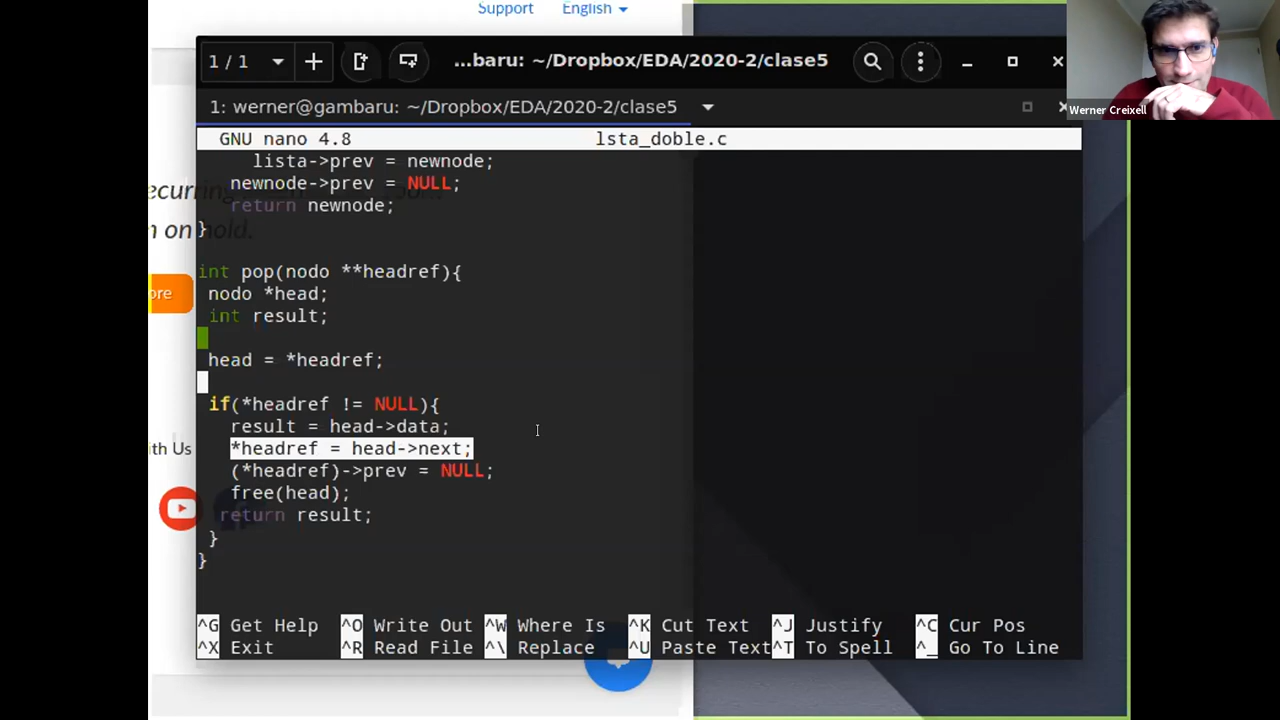 Support English
1 / 1 ...baru: ~/Dropbox/EDA/2020-2/clase5
Werner Creixell
1: werner@gambaru: ~/Dropbox/EDA/2020-2/clase5
GNU nano 4.8 lsta_doble.c
lista->prev = newnode;
newnode->prev = NULL;
return newnode;
}
on hold.
int pop(nodo **headref){
nodo *head;
int result;
head = *headref;
if(*headref != NULL){
result = head->data;
*headref = head->next;
ith Us
(*headref)->prev = NULL;
free(head);
return result;
}
}
^G Get Help ^O Write Out ^W Where Is ^K Cut Text ^J Justify ^C Cur Pos
^X Exit ^R Read File ^\ Replace ^U Paste Text ^T To Spell ^_ Go To Line